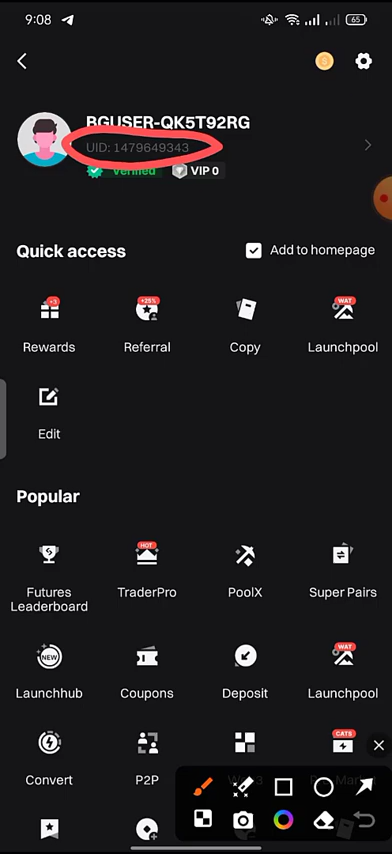 9:08
65
BGUSER-QK5T92RG
UID: 1479649343
Verified
VIP 0
Quick access
Add to homepage
+3
+25%
WAT
Rewards
Referral
Copy
Launchpool
Edit
Popular
HOT
Futures Leaderboard
TraderPro
PoolX
Super Pairs
NEW
WAT
Launchhub
Coupons
Deposit
Launchpool
CATS
Convert
P2P